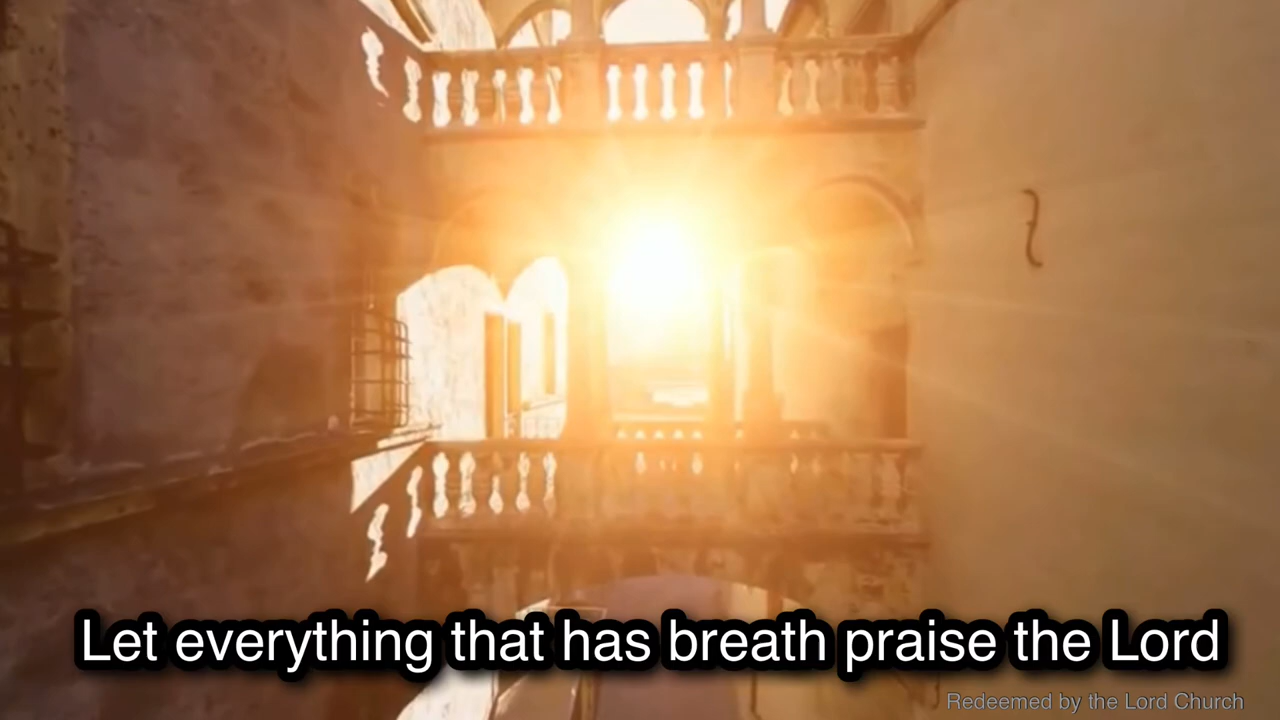 Let everything that has breath praise the Lord
Redeemed by the Lord Church